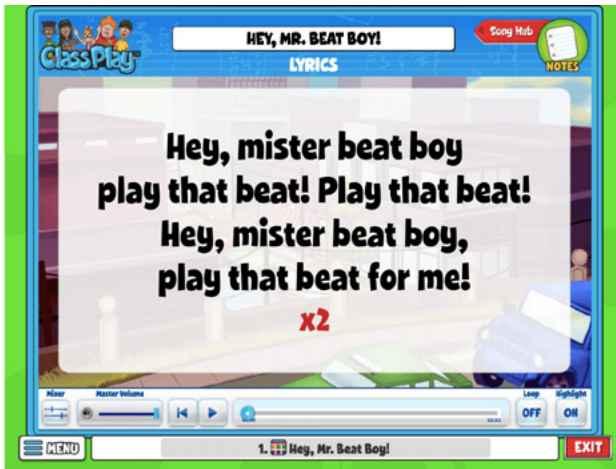 ClassPlay
HEY, MR. BEAT BOY!
Song Hub
NOTES
LYRICS
Hey, mister beat boy
play that beat! Play that beat!
Hey, mister beat boy,
play that beat for me!
x2
Mixer
Master Volume
Loop
Highlight
OFF
ON
MENU
1. Hey, Mr. Beat Boy!
EXIT